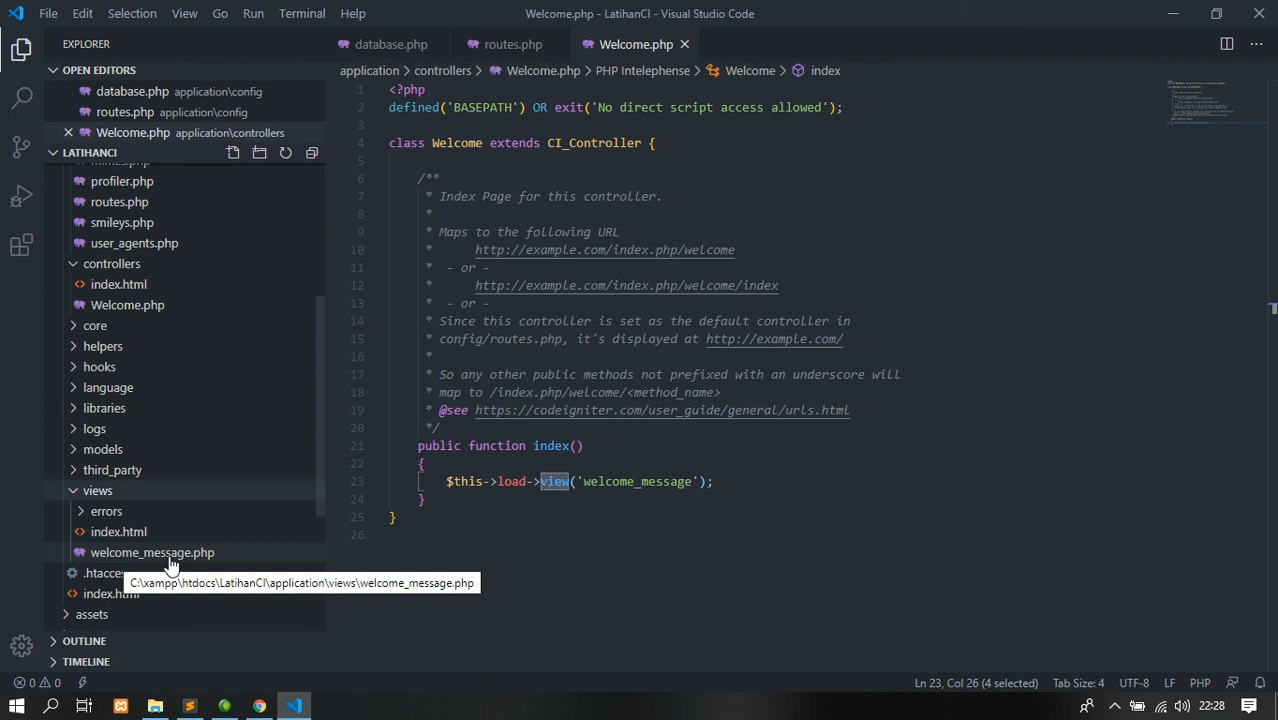 File Edit Selection View Go Run Terminal Help Welcome.php - LatihanCI - Visual Studio Code
EXPLORER
OPEN EDITORS
database.php application\config
routes.php application\config
Welcome.php application\controllers
LATIHANCI
mimes.php
profiler.php
routes.php
smileys.php
user_agents.php
controllers
index.html
Welcome.php
core
helpers
hooks
language
libraries
logs
models
third_party
views
errors
index.html
welcome_message.php
.htacce
C:\xampp\htdocs\LatihanCI\application\views\welcome_message.php
index.html
assets
OUTLINE
TIMELINE
database.php routes.php Welcome.php
application > controllers > Welcome.php > PHP Intelephense > Welcome > index
1 <?php
2 defined('BASEPATH') OR exit('No direct script access allowed');
3
4 class Welcome extends CI_Controller {
5
6 /**
7 * Index Page for this controller.
8 *
9 * Maps to the following URL
10 * http://example.com/index.php/welcome
11 * - or -
12 * http://example.com/index.php/welcome/index
13 * - or -
14 * Since this controller is set as the default controller in
15 * config/routes.php, it's displayed at http://example.com/
16 *
17 * So any other public methods not prefixed with an underscore will
18 * map to /index.php/welcome/<method_name>
19 * @see https://codeigniter.com/user_guide/general/urls.html
20 */
21 public function index()
22 {
23 $this->load->view('welcome_message');
24 }
25 }
26
0 0 Ln 23, Col 26 (4 selected) Tab Size: 4 UTF-8 LF PHP
22:28